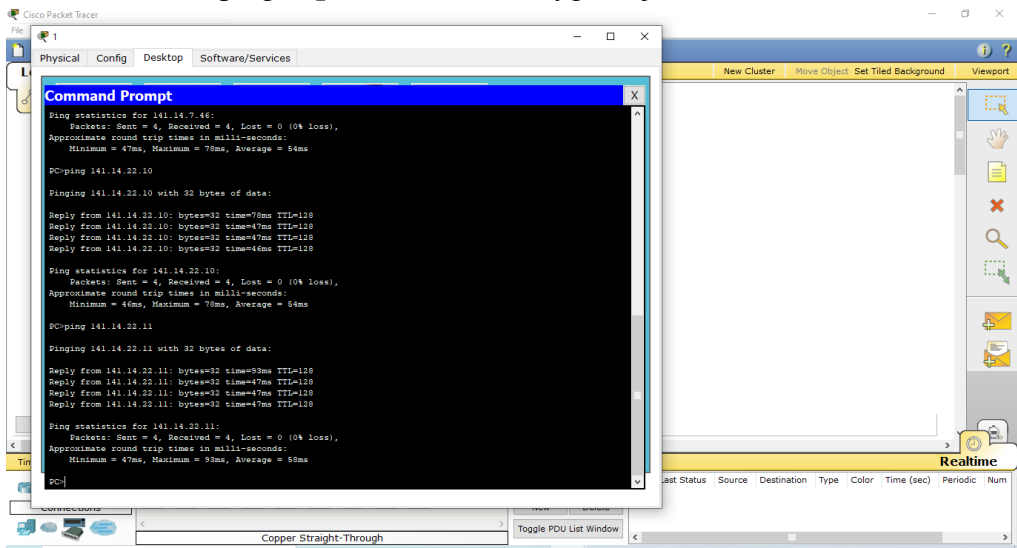 Cisco Packet Tracer
File
1
Physical Config Desktop Software/Services
New Cluster Move Object Set Tiled Background Viewport
Command Prompt X
Ping statistics for 141.14.7.46:
Packets: Sent = 4, Received = 4, Lost = 0 (0% loss),
Approximate round trip times in milli-seconds:
Minimum = 47ms, Maximum = 78ms, Average = 54ms
PC>ping 141.14.22.10
Pinging 141.14.22.10 with 32 bytes of data:
Reply from 141.14.22.10: bytes=32 time=78ms TTL=128
Reply from 141.14.22.10: bytes=32 time=47ms TTL=128
Reply from 141.14.22.10: bytes=32 time=47ms TTL=128
Reply from 141.14.22.10: bytes=32 time=46ms TTL=128
Ping statistics for 141.14.22.10:
Packets: Sent = 4, Received = 4, Lost = 0 (0% loss),
Approximate round trip times in milli-seconds:
Minimum = 46ms, Maximum = 78ms, Average = 54ms
PC>ping 141.14.22.11
Pinging 141.14.22.11 with 32 bytes of data:
Reply from 141.14.22.11: bytes=32 time=93ms TTL=128
Reply from 141.14.22.11: bytes=32 time=47ms TTL=128
Reply from 141.14.22.11: bytes=32 time=47ms TTL=128
Reply from 141.14.22.11: bytes=32 time=47ms TTL=128
Ping statistics for 141.14.22.11:
Packets: Sent = 4, Received = 4, Lost = 0 (0% loss),
Approximate round trip times in milli-seconds:
Minimum = 47ms, Maximum = 93ms, Average = 58ms
PC>
Realtime
Last Status Source Destination Type Color Time (sec) Periodic Num
Connections
New Delete
Toggle PDU List Window
Copper Straight-Through